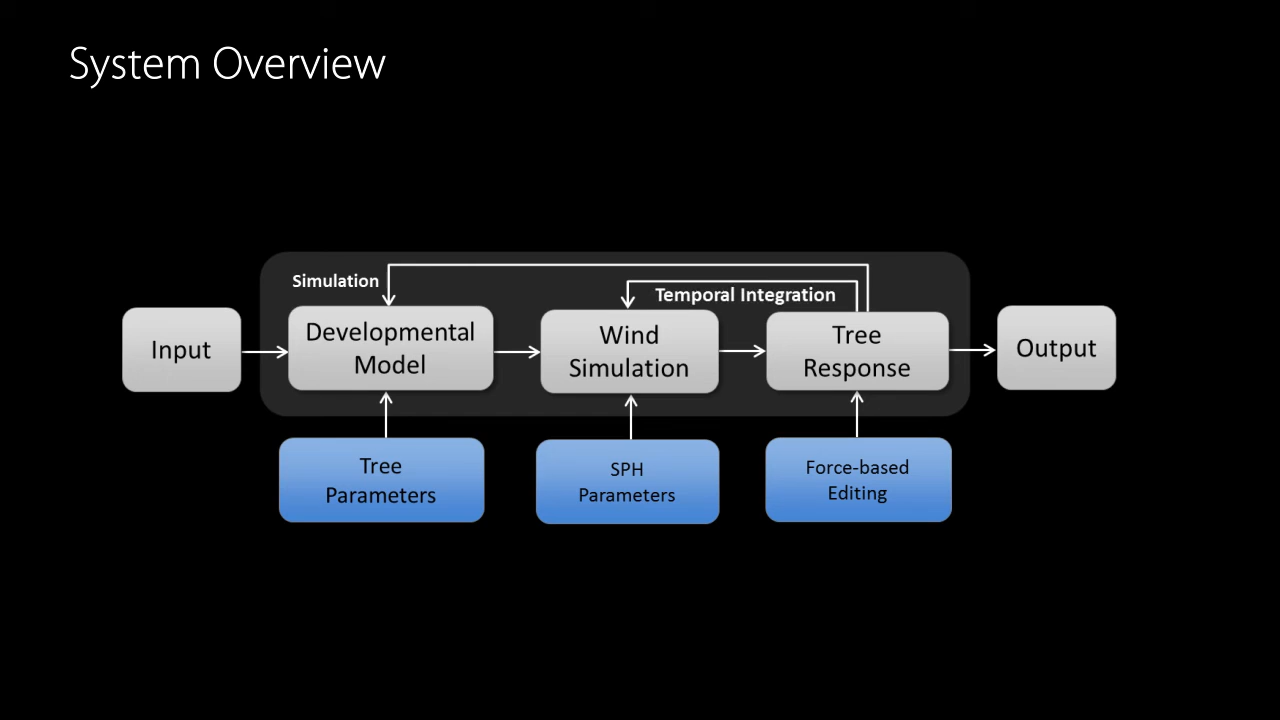 System Overview
Simulation
Temporal Integration
Input
Developmental
Model
Wind
Simulation
Tree
Response
Output
Tree
Parameters
SPH
Parameters
Force-based
Editing